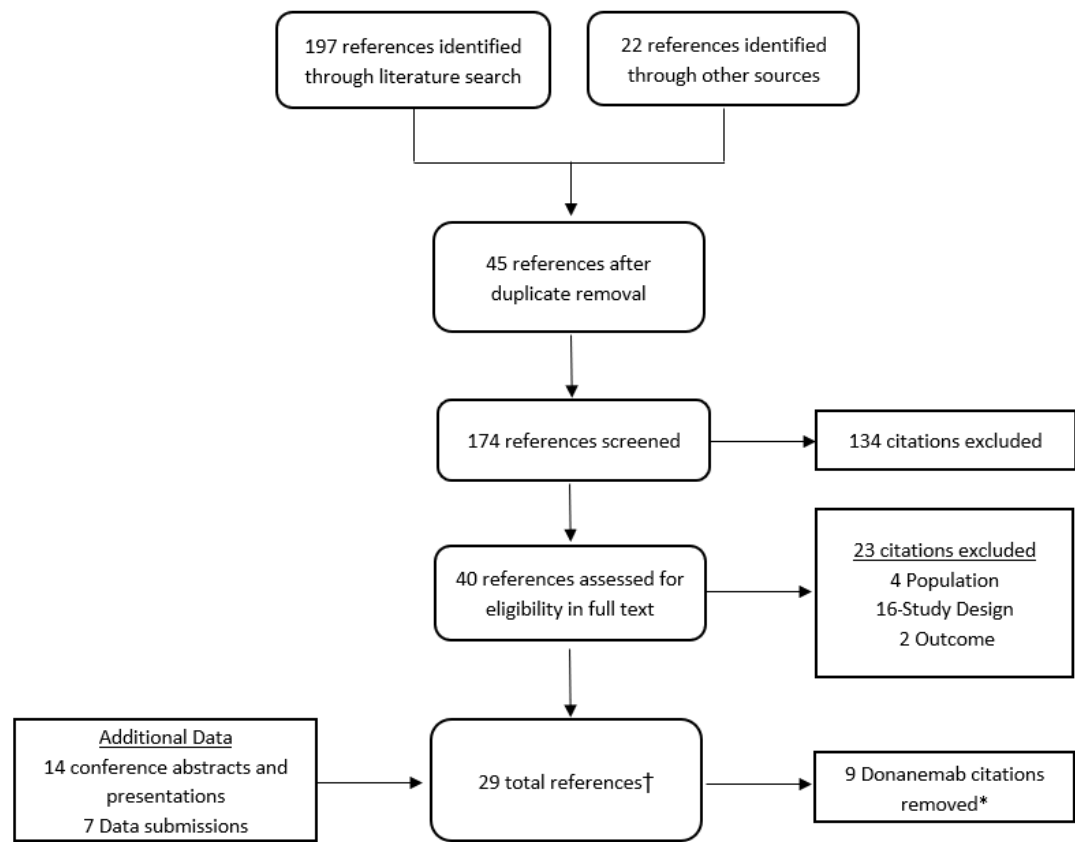 197 references identified
through literature search
22 references identified
through other sources
45 references after
duplicate removal
174 references screened
134 citations excluded
40 references assessed for
eligibility in full text
23 citations excluded
4 Population
16-Study Design
2 Outcome
Additional Data
14 conference abstracts and
presentations
7 Data submissions
29 total references†
9 Donanemab citations
removed*